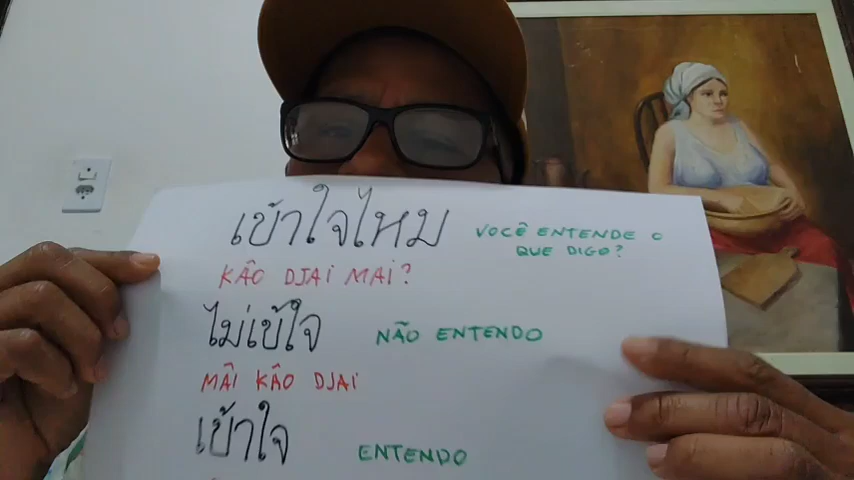 เข้าใจไหม VOCÊ ENTENDE O
QUE DIGO?
KÂO DJAI MAI?
ไม่เข้ใจ NÃO ENTENDO
MÂI KÂO DJAI
เข้าใจ ENTENDO